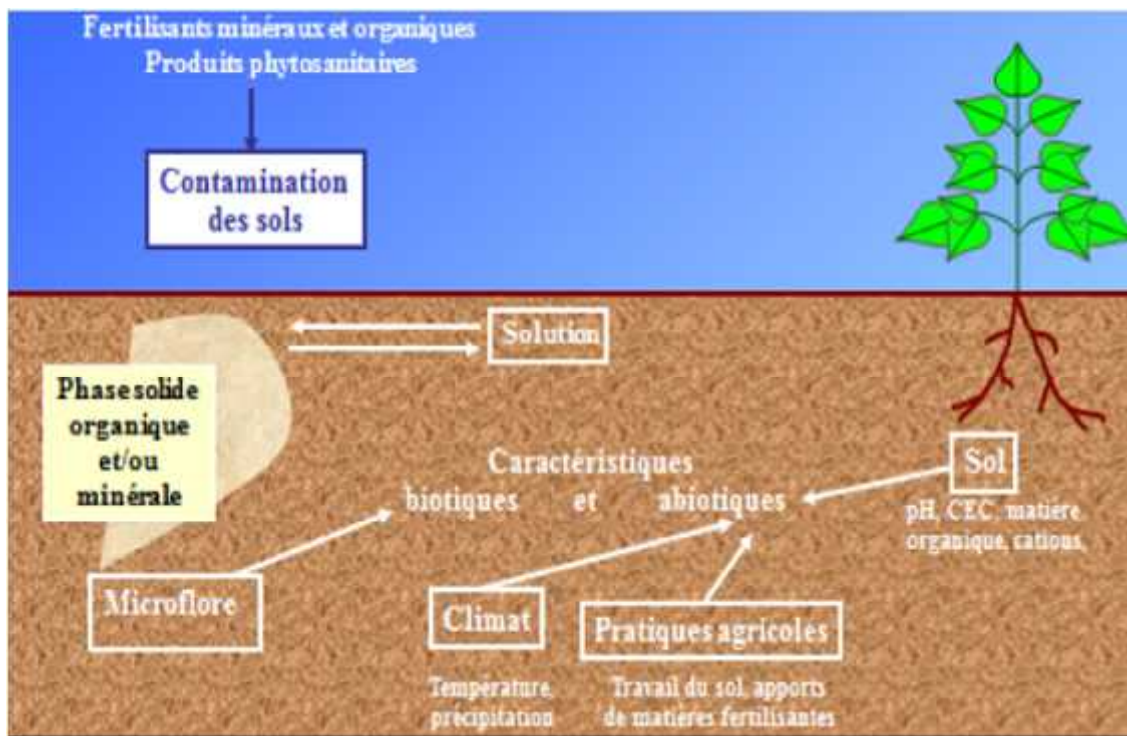 Fertilisants minéraux et organiques
Produits phytosanitaires
Contamination
des sols
Solution
Phase solide
organique
et/ou
minérale
Caractéristiques
biotiques et abiotiques
Sol
pH, CEC, matière
organique, cations,
Microflore
Climat
Pratiques agricoles
Température,
précipitation
Travail du sol, apports
de matières fertilisantes